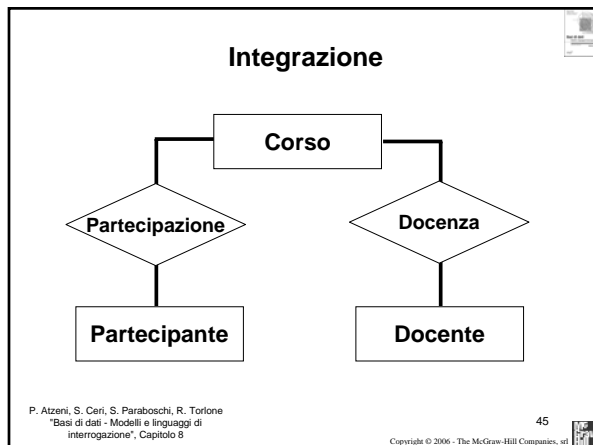 Integrazione
Corso
Partecipazione
Docenza
Partecipante
Docente
P. Atzeni, S. Ceri, S. Paraboschi, R. Torlone
"Basi di dati - Modelli e linguaggi di
interrogazione", Capitolo 8
45
Copyright © 2006 - The McGraw-Hill Companies, srl